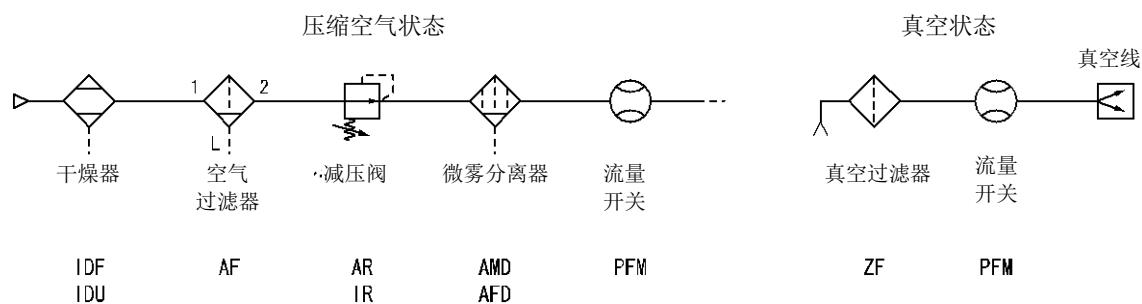 压缩空气状态
真空状态
真空线
1
2
L
干燥器
空气
过滤器
减压阀
微雾分离器
流量
开关
真空过滤器
流量
开关
IDF
IDU
AF
AR
IR
AMD
AFD
PFM
ZF
PFM